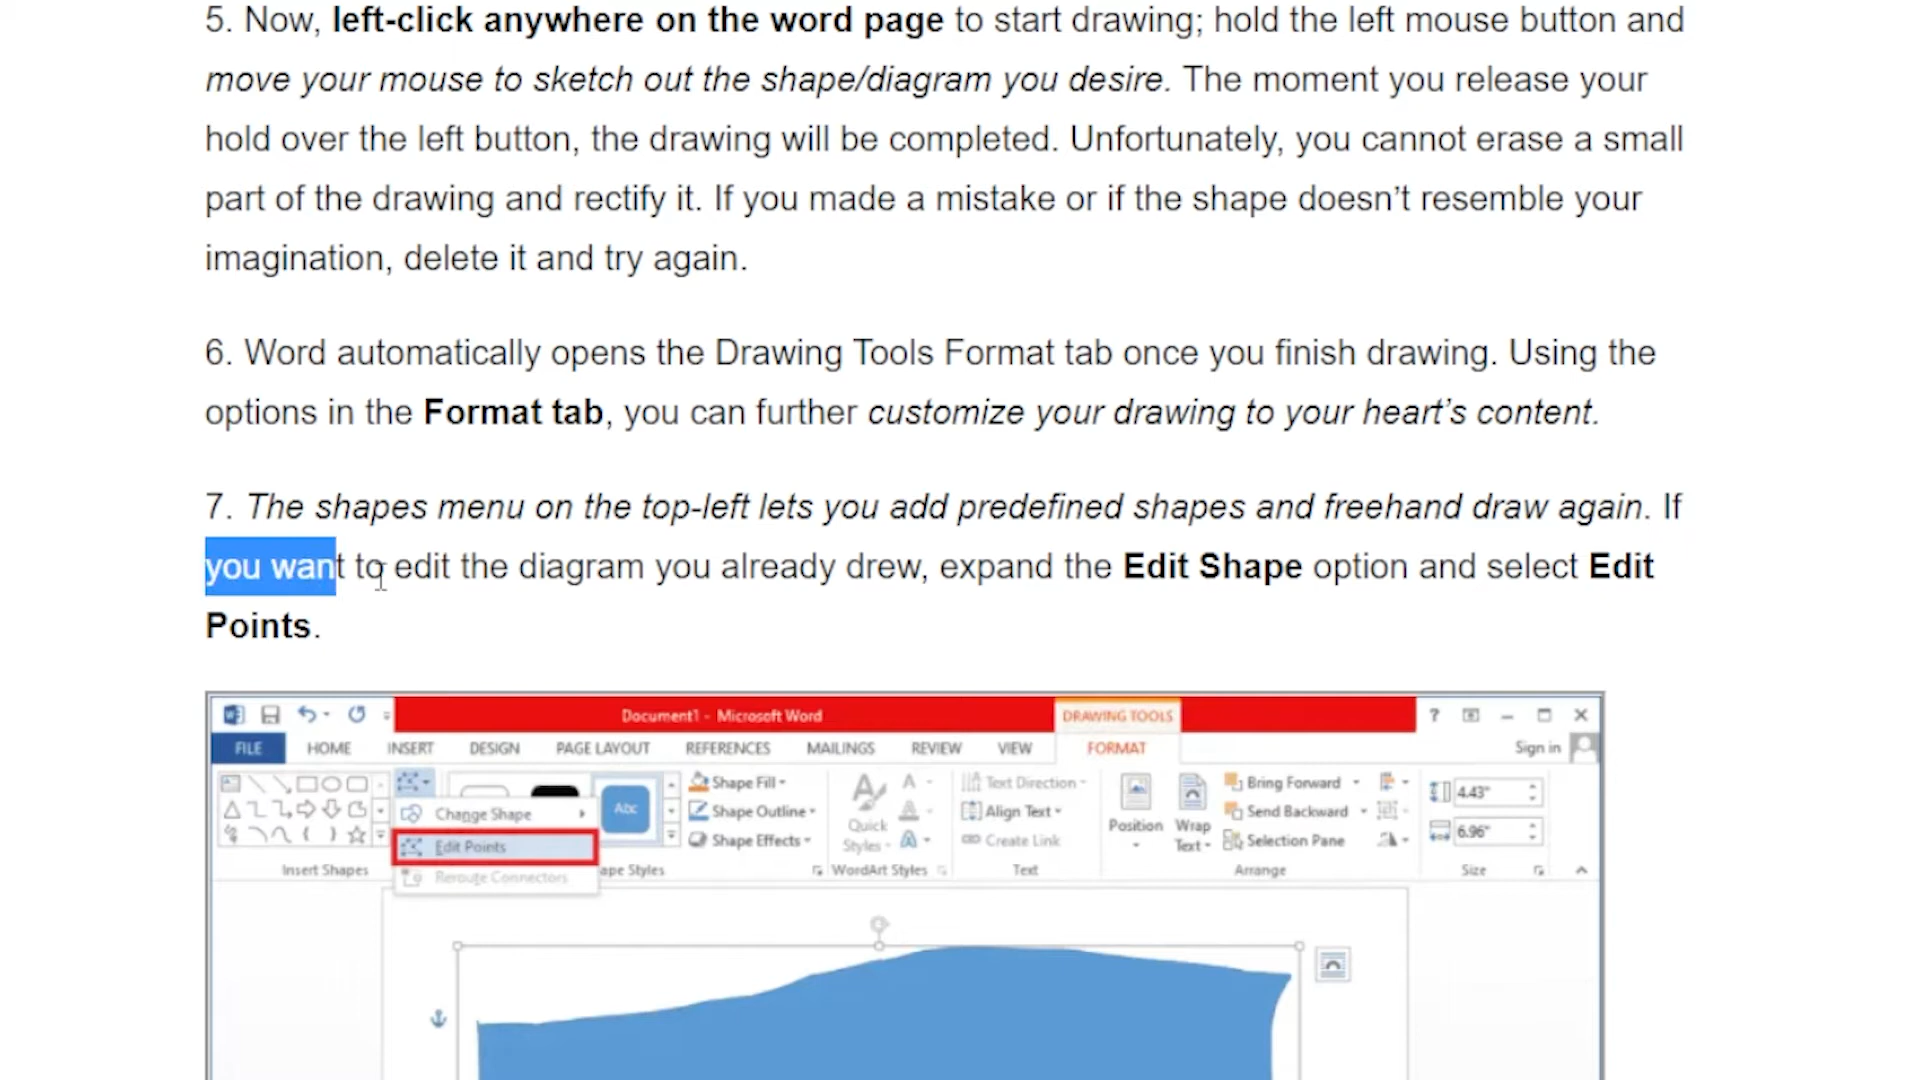 5. Now, left-click anywhere on the word page to start drawing; hold the left mouse button and
move your mouse to sketch out the shape/diagram you desire. The moment you release your
hold over the left button, the drawing will be completed. Unfortunately, you cannot erase a small
part of the drawing and rectify it. If you made a mistake or if the shape doesn’t resemble your
imagination, delete it and try again.
6. Word automatically opens the Drawing Tools Format tab once you finish drawing. Using the
options in the Format tab, you can further customize your drawing to your heart’s content.
7. The shapes menu on the top-left lets you add predefined shapes and freehand draw again. If
you want to edit the diagram you already drew, expand the Edit Shape option and select Edit
Points.
Document1 - Microsoft Word
DRAWING TOOLS
?
FILE HOME INSERT DESIGN PAGE LAYOUT REFERENCES MAILINGS REVIEW VIEW FORMAT Sign in
Shape Fill
Text Direction
Bring Forward
4.43"
Change Shape
Abc
Shape Outline
Align Text
Send Backward
Quick
Styles
Position
Wrap
Text
6.96"
Edit Points
Shape Effects
Create Link
Selection Pane
Reroute Connectors
Insert Shapes
ape Styles
WordArt Styles
Text
Arrange
Size